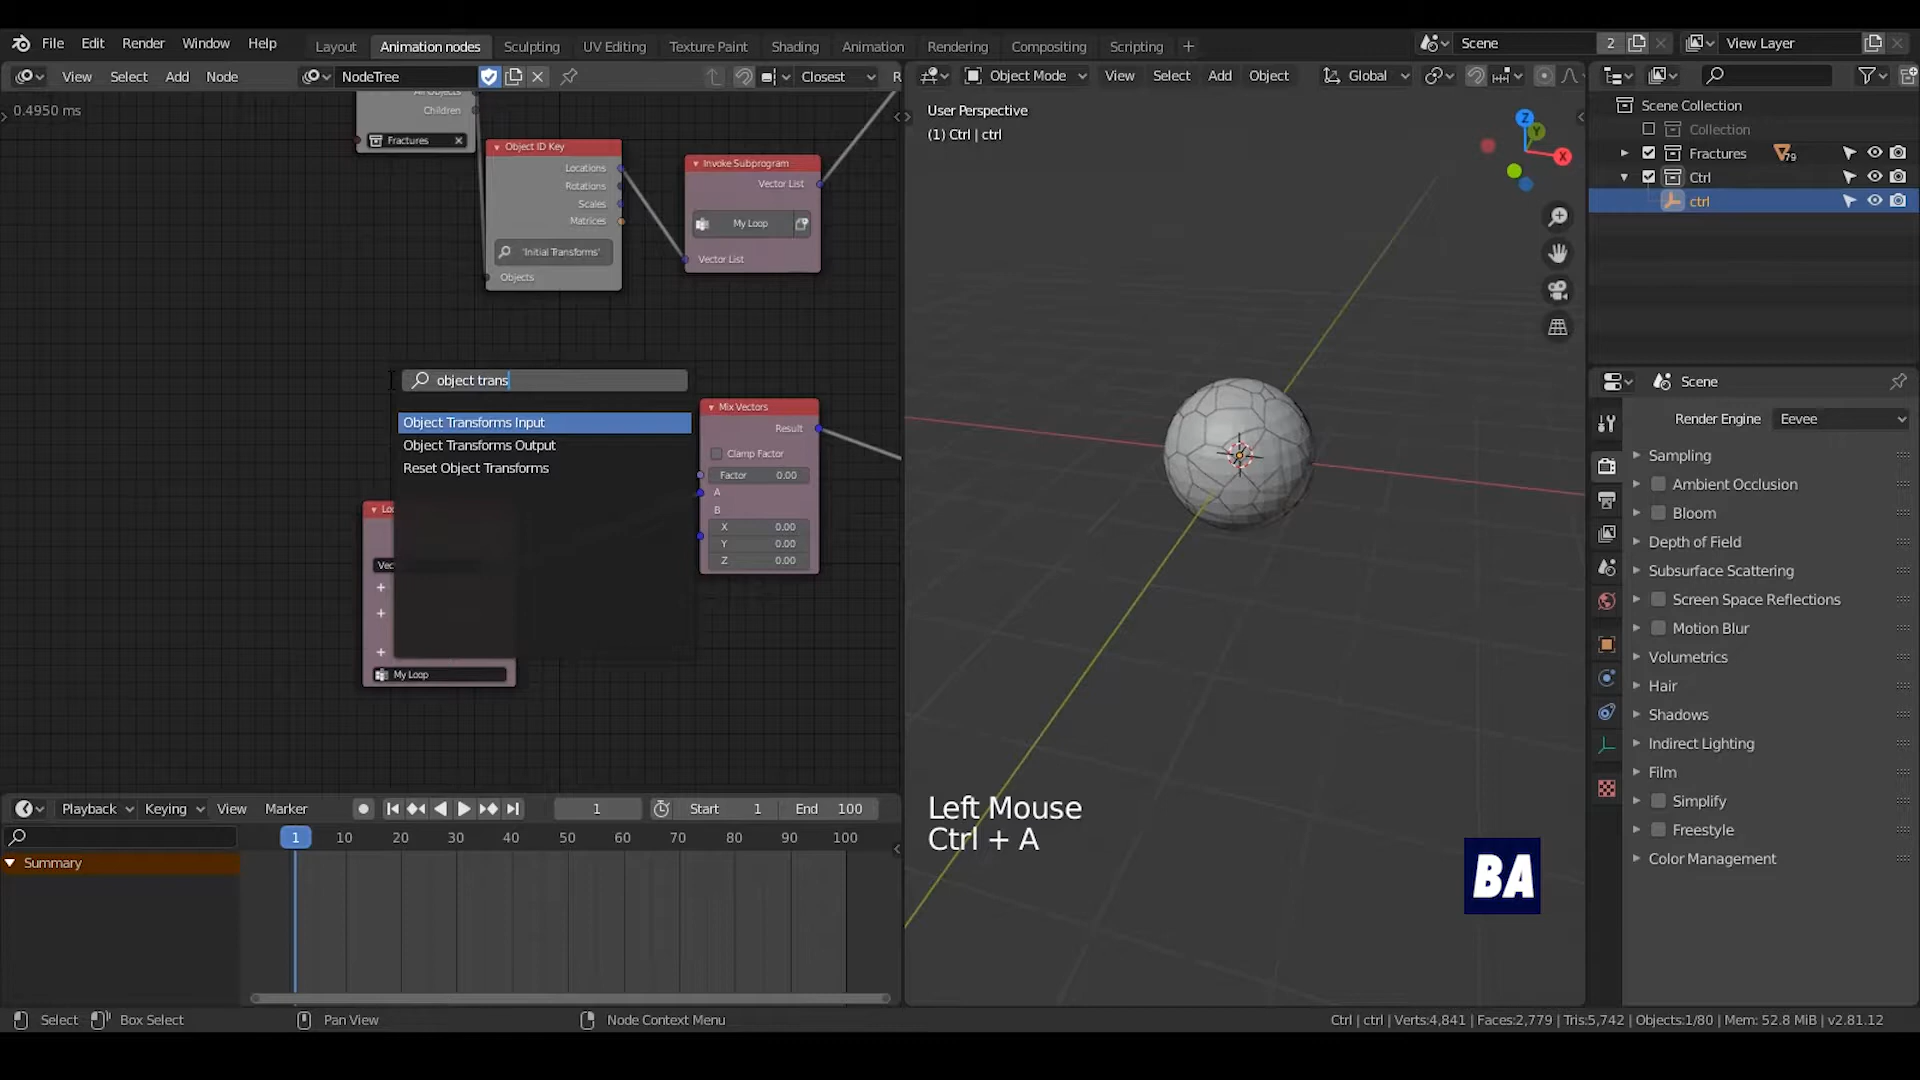 File Edit Render Window Help Layout Animation nodes Sculpting UV Editing Texture Paint Shading Animation Rendering Compositing Scripting + Scene 2 View Layer
View Select Add Node NodeTree Closest R
Object Mode View Select Add Object Global
0.4950 ms
All Objects
Children
Fractures
Object ID Key
Locations
Rotations
Scales
Matrices
'Initial Transforms'
Objects
Invoke Subprogram
Vector List
My Loop
Vector List
object trans
Object Transforms Input
Object Transforms Output
Reset Object Transforms
Mix Vectors
Result
Clamp Factor
Factor 0.00
A
B
X 0.00
Y 0.00
Z 0.00
Loo
Vec
+
+
+
My Loop
User Perspective
(1) Ctrl | ctrl
Z
Y
X
Left Mouse
Ctrl + A
BA
Scene Collection
Collection
Fractures 79
Ctrl
ctrl
Scene
Render Engine Eevee
Sampling
Ambient Occlusion
Bloom
Depth of Field
Subsurface Scattering
Screen Space Reflections
Motion Blur
Volumetrics
Hair
Shadows
Indirect Lighting
Film
Simplify
Freestyle
Color Management
Playback Keying View Marker 1 Start 1 End 100
1 10 20 30 40 50 60 70 80 90 100
Summary
Select Box Select Pan View Node Context Menu
Ctrl | ctrl | Verts:4,841 | Faces:2,779 | Tris:5,742 | Objects:1/80 | Mem: 52.8 MiB | v2.81.12